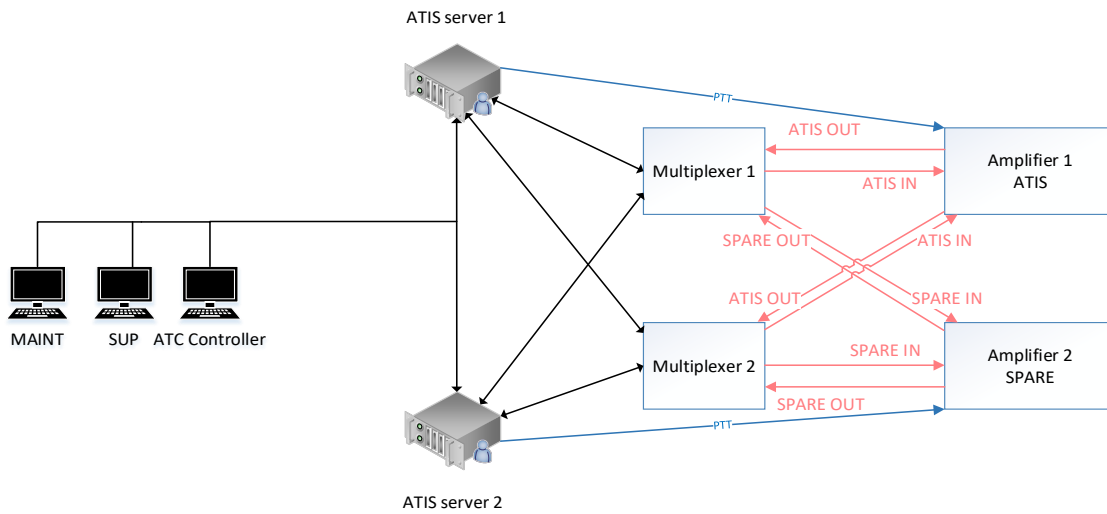 ATIS server 1
PTT
ATIS OUT
Multiplexer 1
Amplifier 1
ATIS
ATIS IN
SPARE OUT
ATIS IN
ATIS OUT
SPARE IN
MAINT
SUP
ATC Controller
SPARE IN
Multiplexer 2
Amplifier 2
SPARE
SPARE OUT
PTT
ATIS server 2